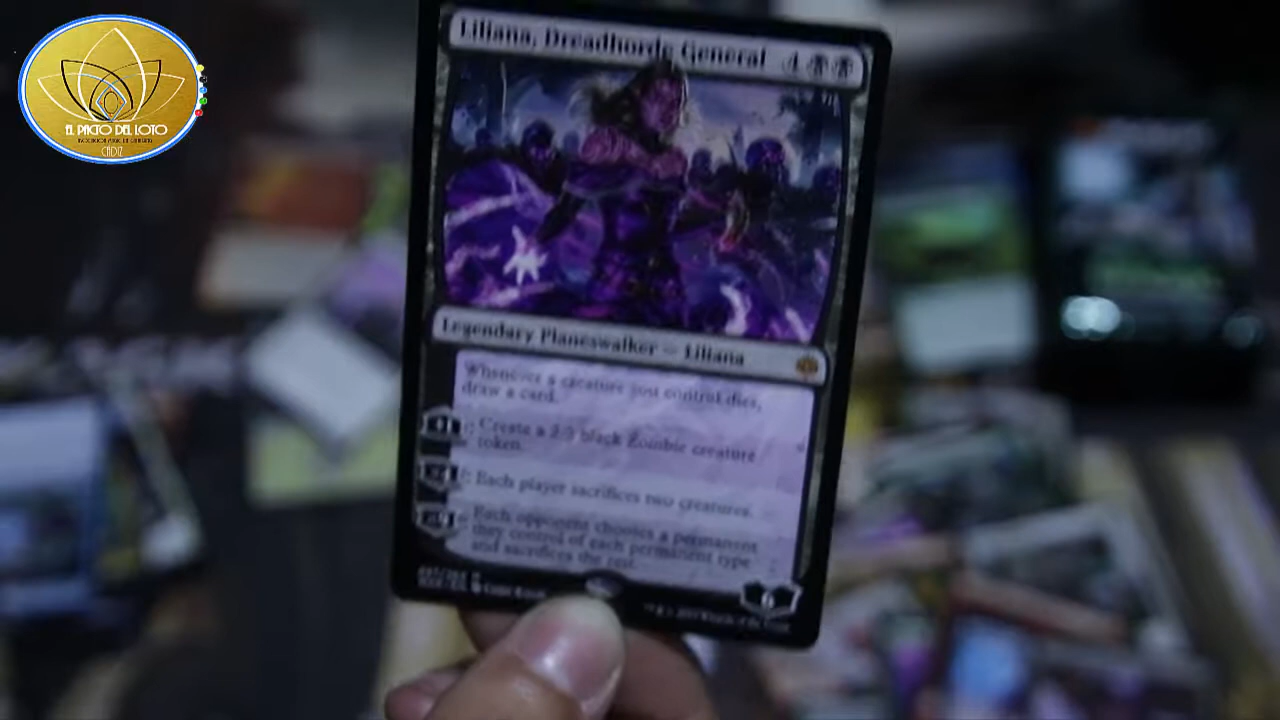 EL PACTO DEL LOTO
CÁDIZ
Liliana, Dreadhorde General 4
Legendary Planeswalker — Liliana
Whenever a creature you control dies,
draw a card.
: Create a 2/2 black Zombie creature
token.
: Each player sacrifices two creatures.
Each opponent chooses a permanent
they control of each permanent type
and sacrifices the rest.
6